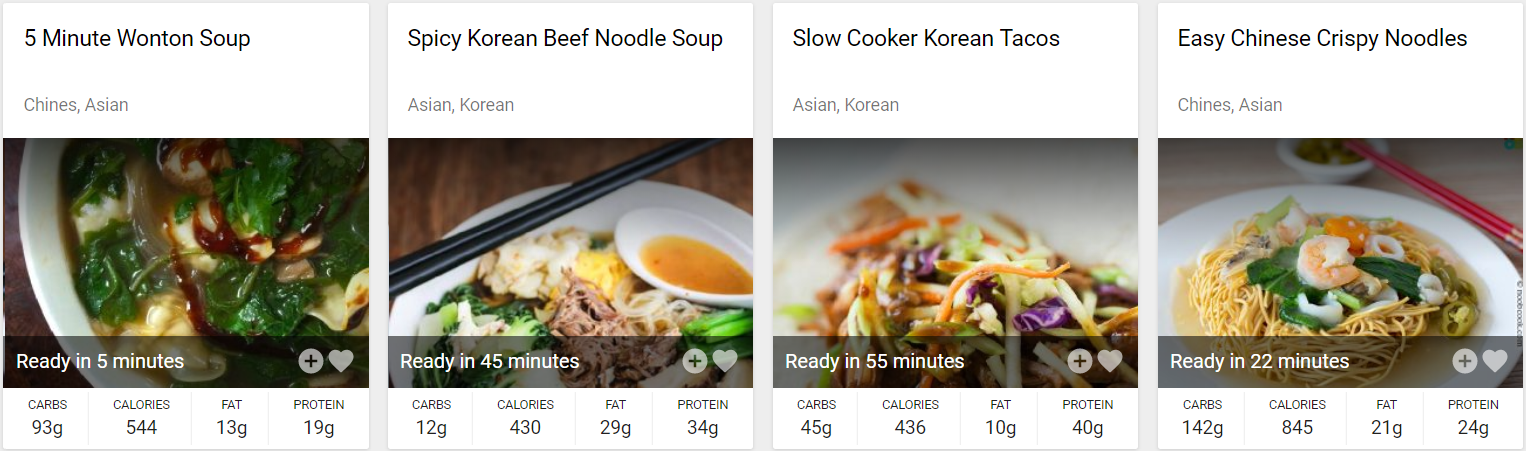 5 Minute Wonton Soup
Chines, Asian
Ready in 5 minutes
CARBS CALORIES FAT PROTEIN
93g 544 13g 19g
Spicy Korean Beef Noodle Soup
Asian, Korean
Ready in 45 minutes
CARBS CALORIES FAT PROTEIN
12g 430 29g 34g
Slow Cooker Korean Tacos
Asian, Korean
Ready in 55 minutes
CARBS CALORIES FAT PROTEIN
45g 436 10g 40g
Easy Chinese Crispy Noodles
Chines, Asian
© noobcook.com
Ready in 22 minutes
CARBS CALORIES FAT PROTEIN
142g 845 21g 24g